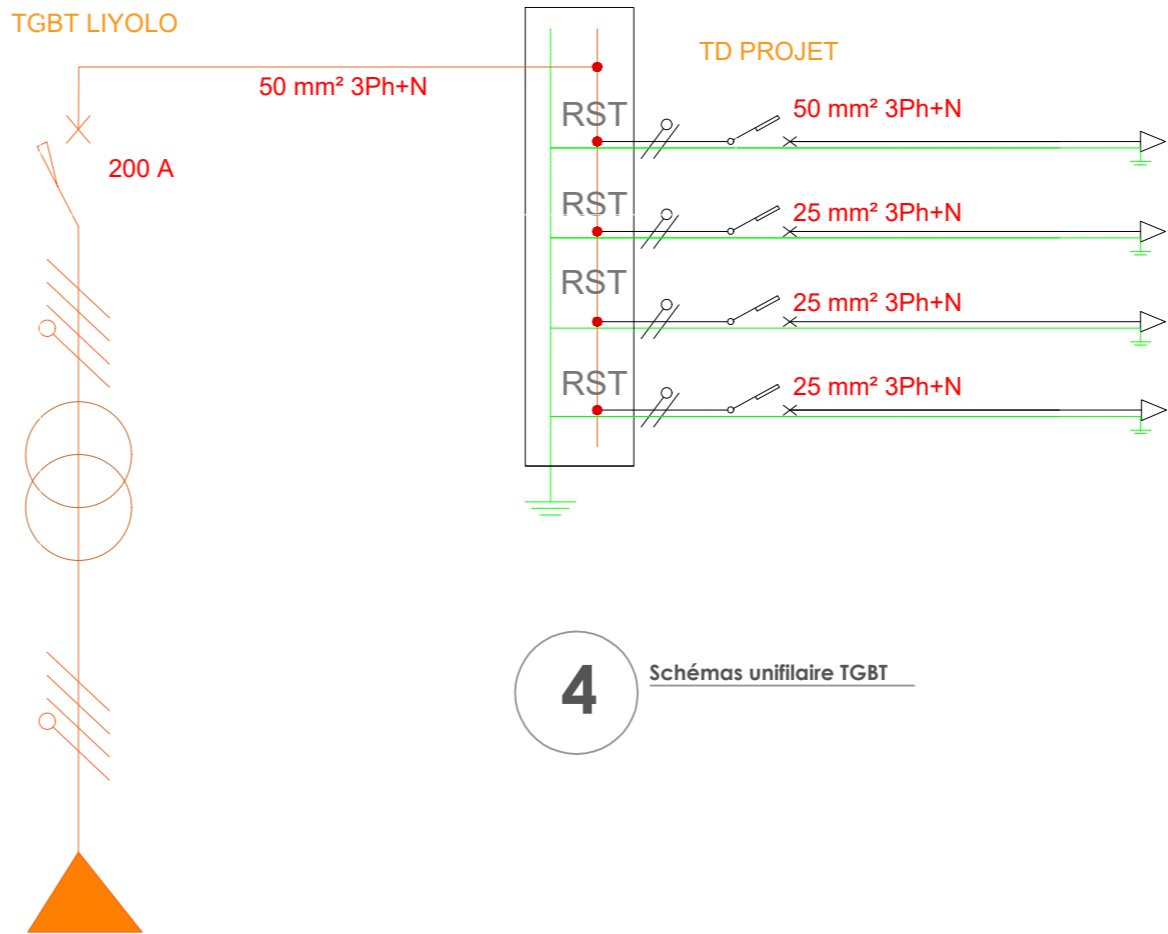 TGBT LIYOLO
TD PROJET
50 mm² 3Ph+N
200 A
RST
50 mm² 3Ph+N
RST
25 mm² 3Ph+N
RST
25 mm² 3Ph+N
RST
25 mm² 3Ph+N
4
Schémas unifilaire TGBT